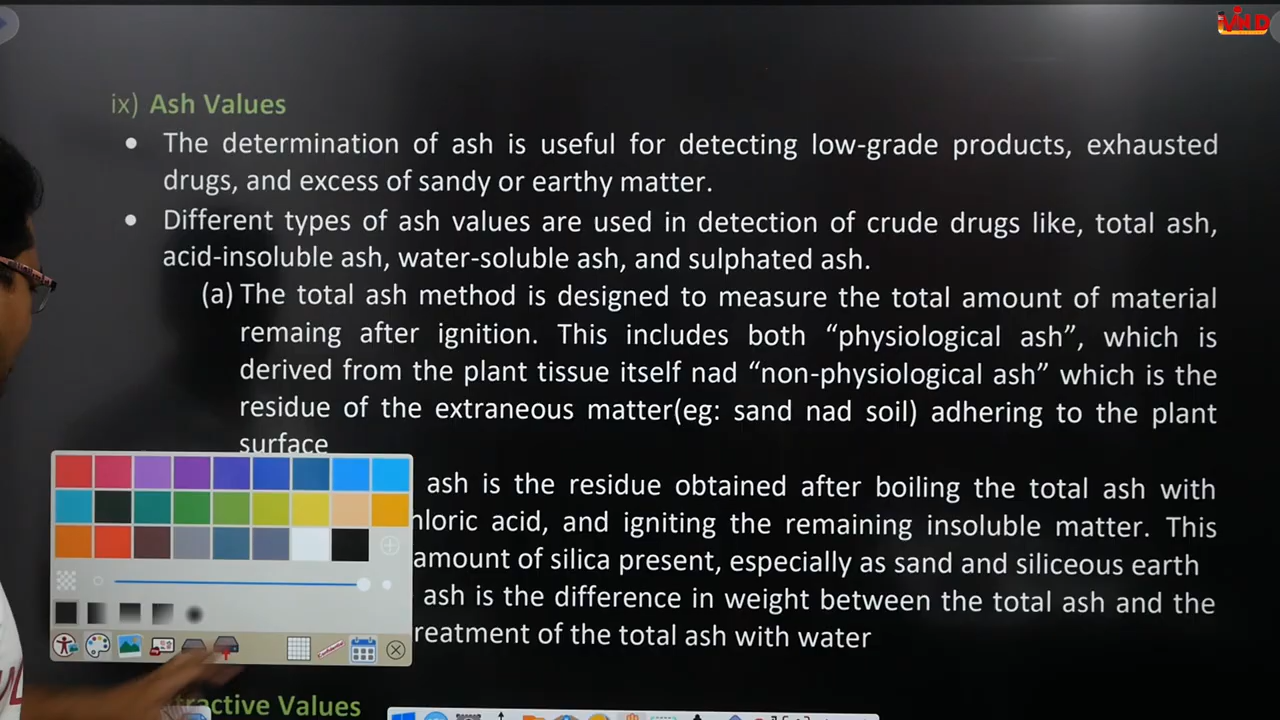 ix) Ash Values
• The determination of ash is useful for detecting low-grade products, exhausted
drugs, and excess of sandy or earthy matter.
• Different types of ash values are used in detection of crude drugs like, total ash,
acid-insoluble ash, water-soluble ash, and sulphated ash.
(a) The total ash method is designed to measure the total amount of material
remaing after ignition. This includes both “physiological ash”, which is
derived from the plant tissue itself nad “non-physiological ash” which is the
residue of the extraneous matter(eg: sand nad soil) adhering to the plant
surface
ash is the residue obtained after boiling the total ash with
hloric acid, and igniting the remaining insoluble matter. This
amount of silica present, especially as sand and siliceous earth
ash is the difference in weight between the total ash and the
reatment of the total ash with water
tractive Values